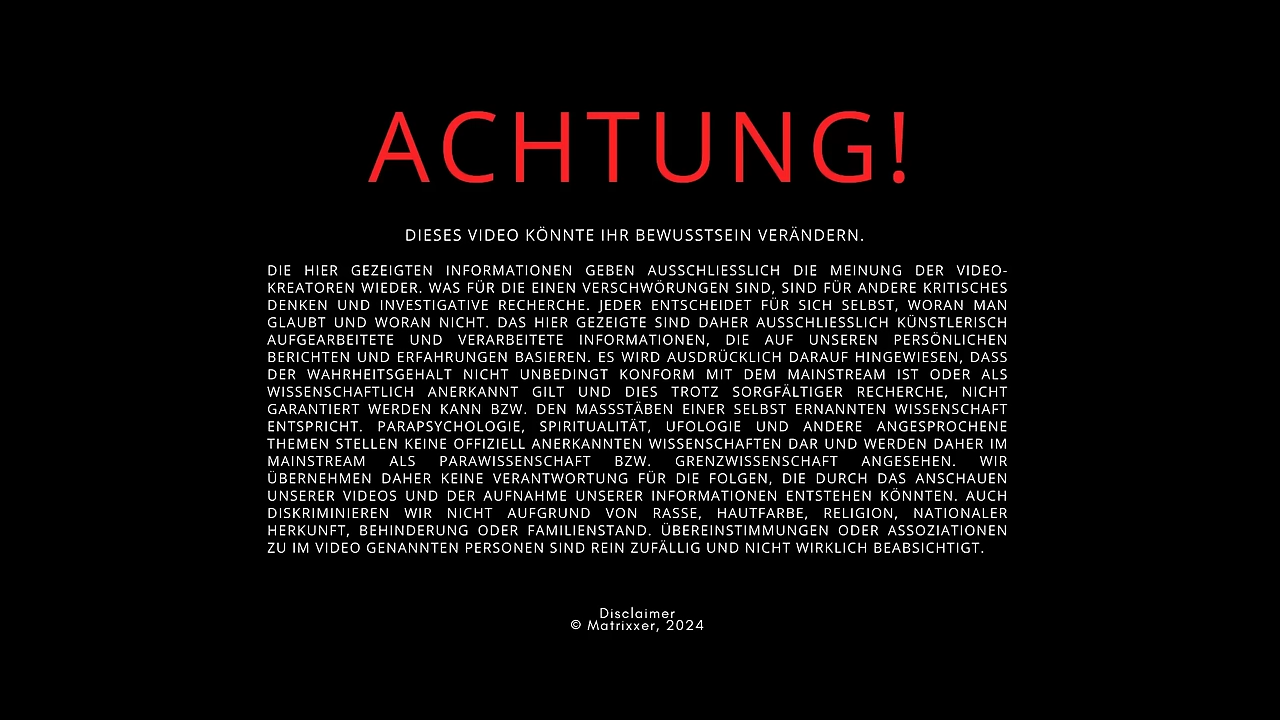 ACHTUNG!
DIESES VIDEO KÖNNTE IHR BEWUSSTSEIN VERÄNDERN.
DIE HIER GEZEIGTEN INFORMATIONEN GEBEN AUSSCHLIESSLICH DIE MEINUNG DER VIDEO-
KREATOREN WIEDER. WAS FÜR DIE EINEN VERSCHWÖRUNGEN SIND, SIND FÜR ANDERE KRITISCHES
DENKEN UND INVESTIGATIVE RECHERCHE. JEDER ENTSCHEIDET FÜR SICH SELBST, WORAN MAN
GLAUBT UND WORAN NICHT. DAS HIER GEZEIGTE SIND DAHER AUSSCHLIESSLICH KÜNSTLERISCH
AUFGEARBEITETE UND VERARBEITETE INFORMATIONEN, DIE AUF UNSEREN PERSÖNLICHEN
BERICHTEN UND ERFAHRUNGEN BASIEREN. ES WIRD AUSDRÜCKLICH DARAUF HINGEWIESEN, DASS
DER WAHRHEITSGEHALT NICHT UNBEDINGT KONFORM MIT DEM MAINSTREAM IST ODER ALS
WISSENSCHAFTLICH ANERKANNT GILT UND DIES TROTZ SORGFÄLTIGER RECHERCHE, NICHT
GARANTIERT WERDEN KANN BZW. DEN MASSSTÄBEN EINER SELBST ERNANNTEN WISSENSCHAFT
ENTSPRICHT. PARAPSYCHOLOGIE, SPIRITUALITÄT, UFOLOGIE UND ANDERE ANGESPROCHENE
THEMEN STELLEN KEINE OFFIZIELL ANERKANNTEN WISSENSCHAFTEN DAR UND WERDEN DAHER IM
MAINSTREAM ALS PARAWISSENSCHAFT BZW. GRENZWISSENSCHAFT ANGESEHEN. WIR
ÜBERNEHMEN DAHER KEINE VERANTWORTUNG FÜR DIE FOLGEN, DIE DURCH DAS ANSCHAUEN
UNSERER VIDEOS UND DER AUFNAHME UNSERER INFORMATIONEN ENTSTEHEN KÖNNTEN. AUCH
DISKRIMINIEREN WIR NICHT AUFGRUND VON RASSE, HAUTFARBE, RELIGION, NATIONALER
HERKUNFT, BEHINDERUNG ODER FAMILIENSTAND. ÜBEREINSTIMMUNGEN ODER ASSOZIATIONEN
ZU IM VIDEO GENANNTEN PERSONEN SIND REIN ZUFÄLLIG UND NICHT WIRKLICH BEABSICHTIGT.
Disclaimer
© Matrixxer, 2024